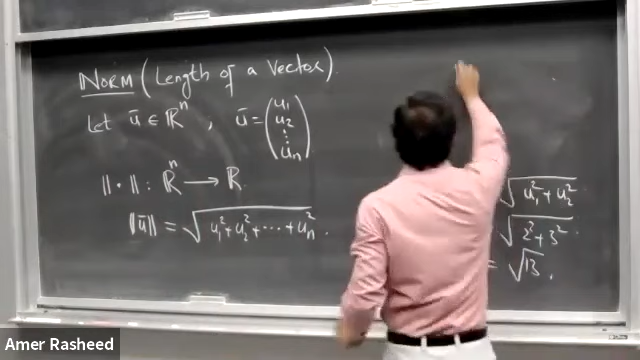 NORM (Length of a Vector).
Let ū ∈ ℝⁿ, ū = (u₁ u₂ ⋮ uₙ)
‖•‖ : ℝⁿ → ℝ
‖ū‖ = √(u₁² + u₂² + ⋯ + uₙ²).
√(u₁² + u₂²)
√(2² + 3²)
= √13.
Amer Rasheed